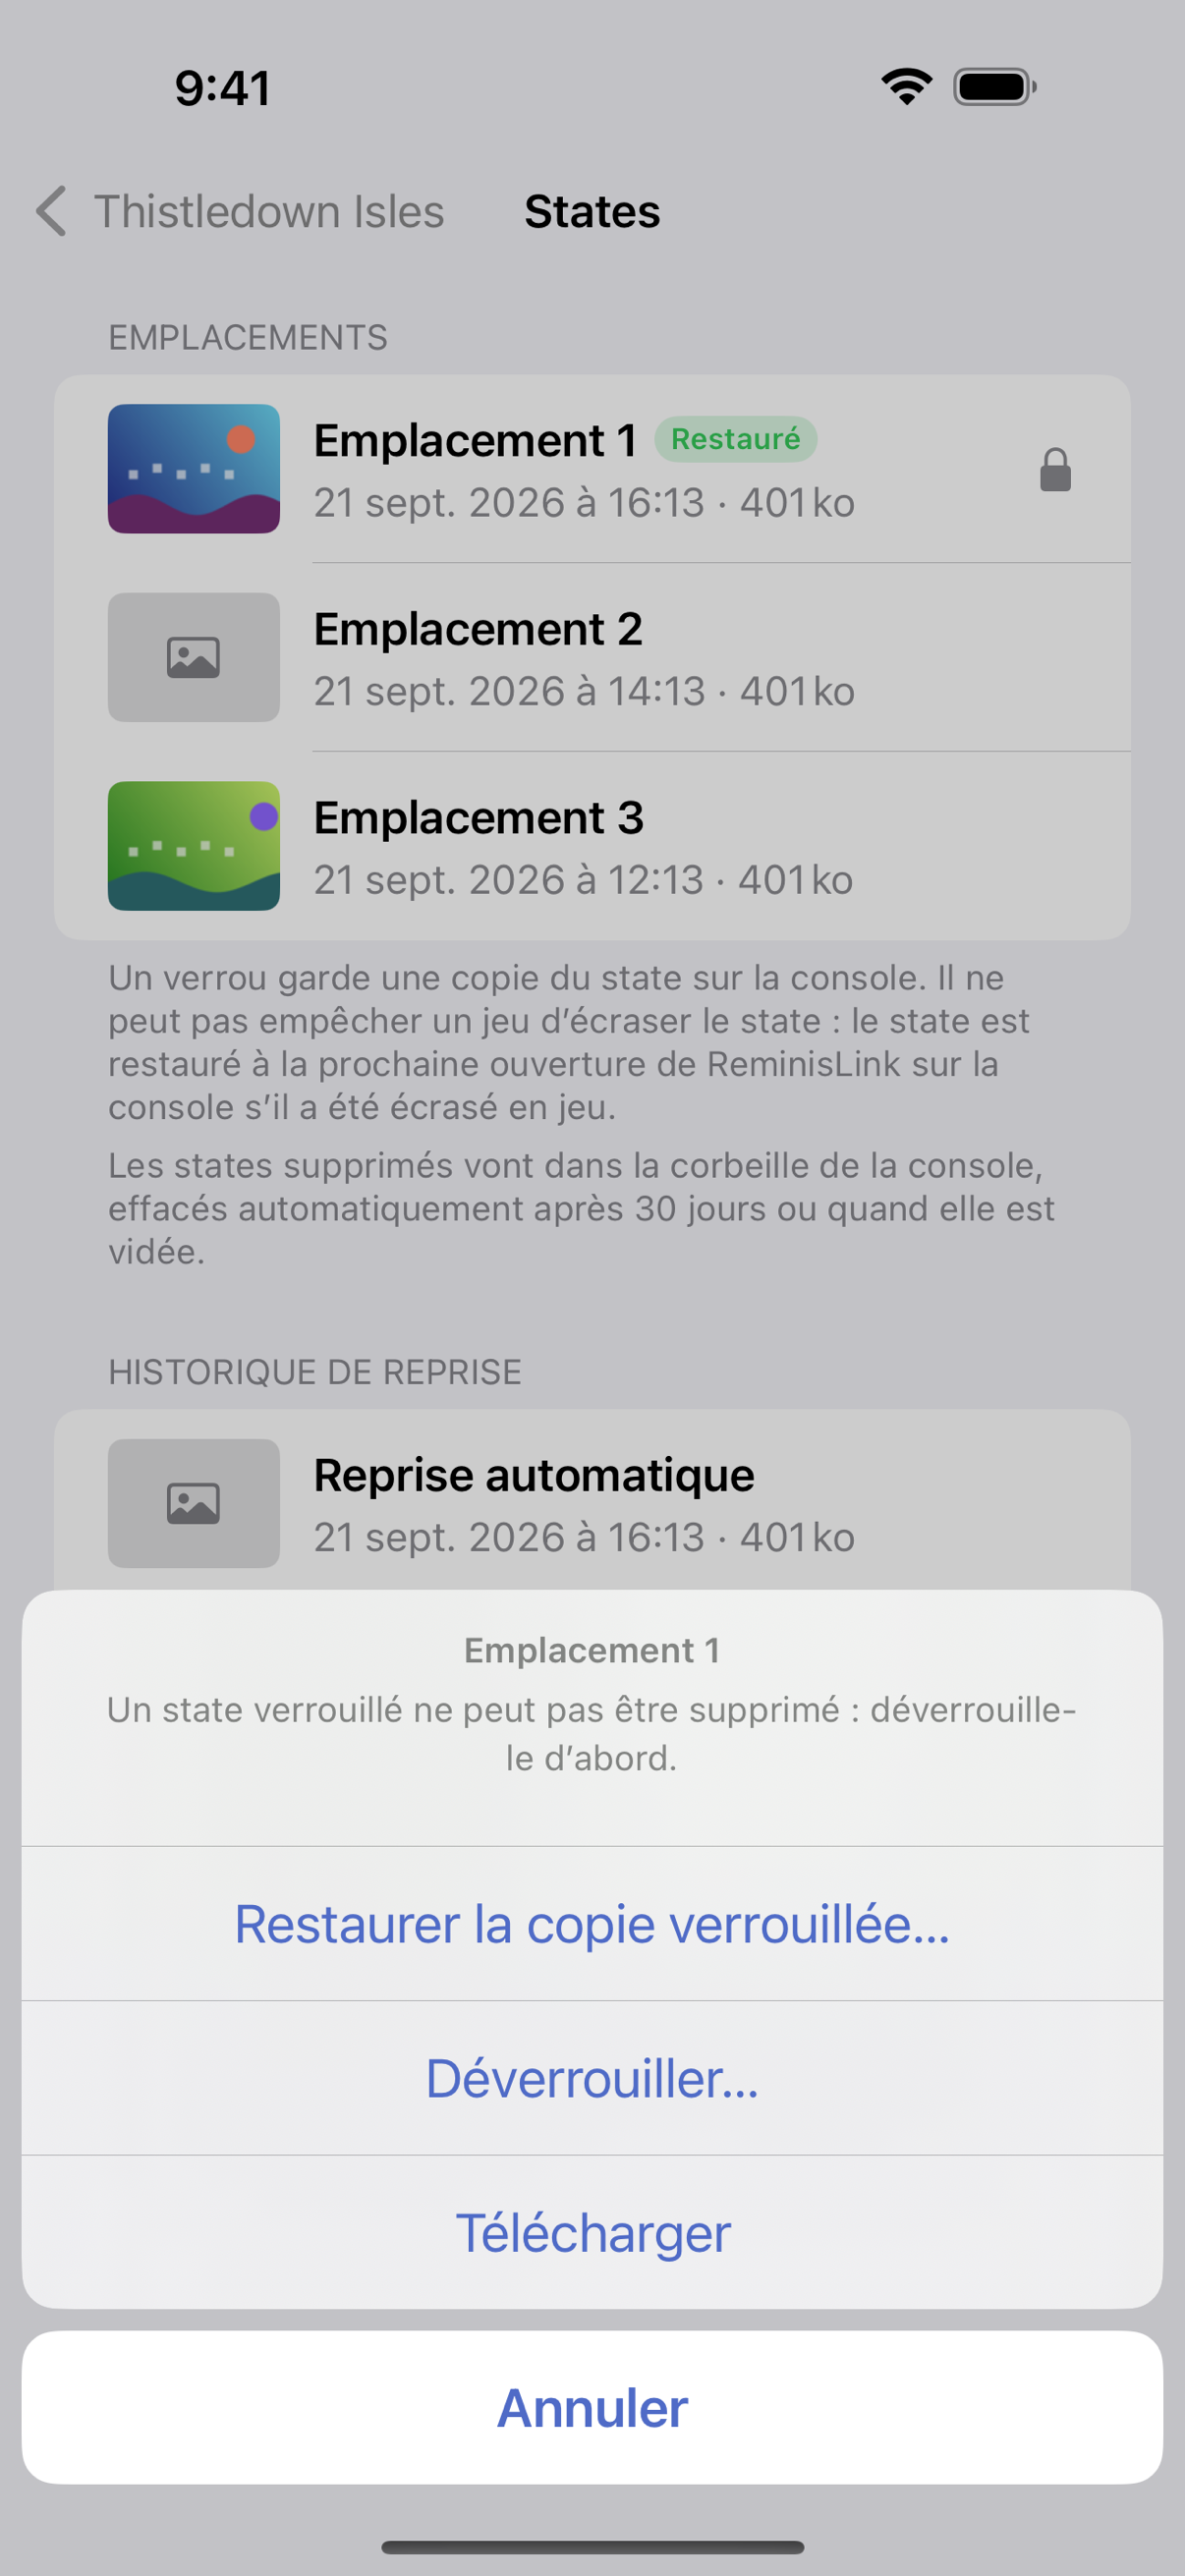 9:41
Thistledown Isles
States
EMPLACEMENTS
Emplacement 1 Restauré
21 sept. 2026 à 16:13 · 401 ko
Emplacement 2
21 sept. 2026 à 14:13 · 401 ko
Emplacement 3
21 sept. 2026 à 12:13 · 401 ko
Un verrou garde une copie du state sur la console. Il ne
peut pas empêcher un jeu d’écraser le state : le state est
restauré à la prochaine ouverture de ReminisLink sur la
console s’il a été écrasé en jeu.
Les states supprimés vont dans la corbeille de la console,
effacés automatiquement après 30 jours ou quand elle est
vidée.
HISTORIQUE DE REPRISE
Reprise automatique
21 sept. 2026 à 16:13 · 401 ko
Emplacement 1
Un state verrouillé ne peut pas être supprimé : déverrouille-
le d’abord.
Restaurer la copie verrouillée…
Déverrouiller…
Télécharger
Annuler